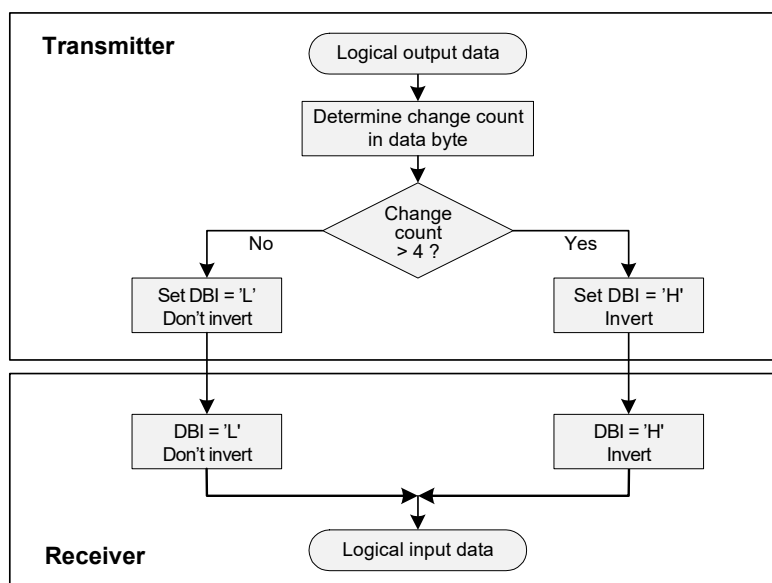 Transmitter
Logical output data
Determine change count
in data byte
Change
count
> 4 ?
No
Yes
Set DBI = ’L’
Don’t invert
Set DBI = ’H'
Invert
DBI = ’L'
Don’t invert
DBI = ’H'
Invert
Logical input data
Receiver